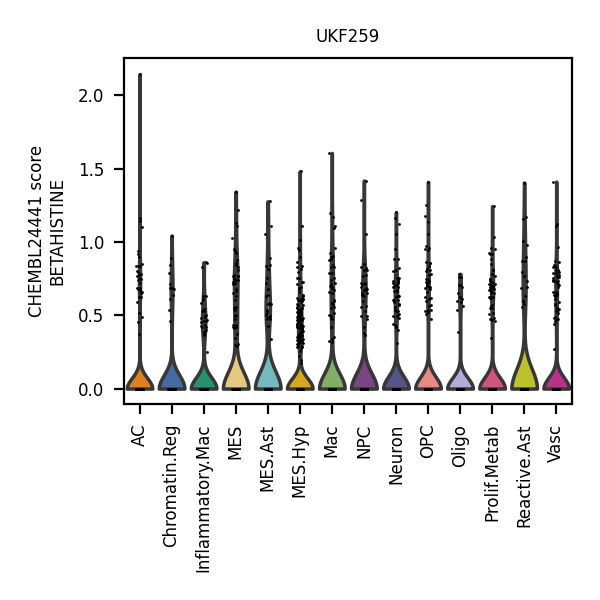 UKF259
CHEMBL24441 score
BETAHISTINE
2.0
1.5
1.0
0.5
0.0
AC
Chromatin.Reg
Inflammatory.Mac
MES
MES.Ast
MES.Hyp
Mac
NPC
Neuron
OPC
Oligo
Prolif.Metab
Reactive.Ast
Vasc